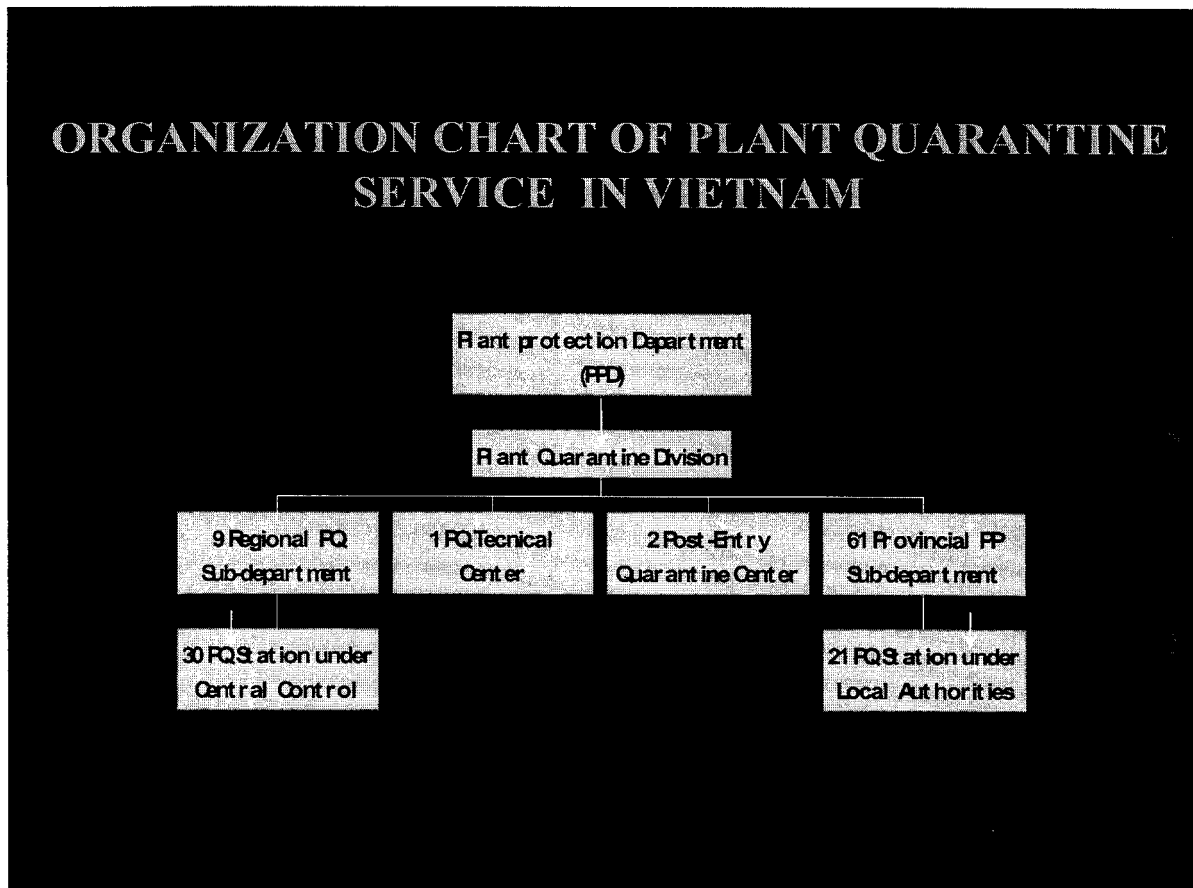 ORGANIZATION CHART OF PLANT QUARANTINE
SERVICE IN VIETNAM
Plant protection Department
(PPD)
Plant Quarantine Division
9 Regional PQ
Sub-department
1 PQ Tecnical
Center
2 Post-Entry
Quarantine Center
61 Provincial PP
Sub-department
30 PQ Station under
Central Control
21 PQ Station under
Local Authorities